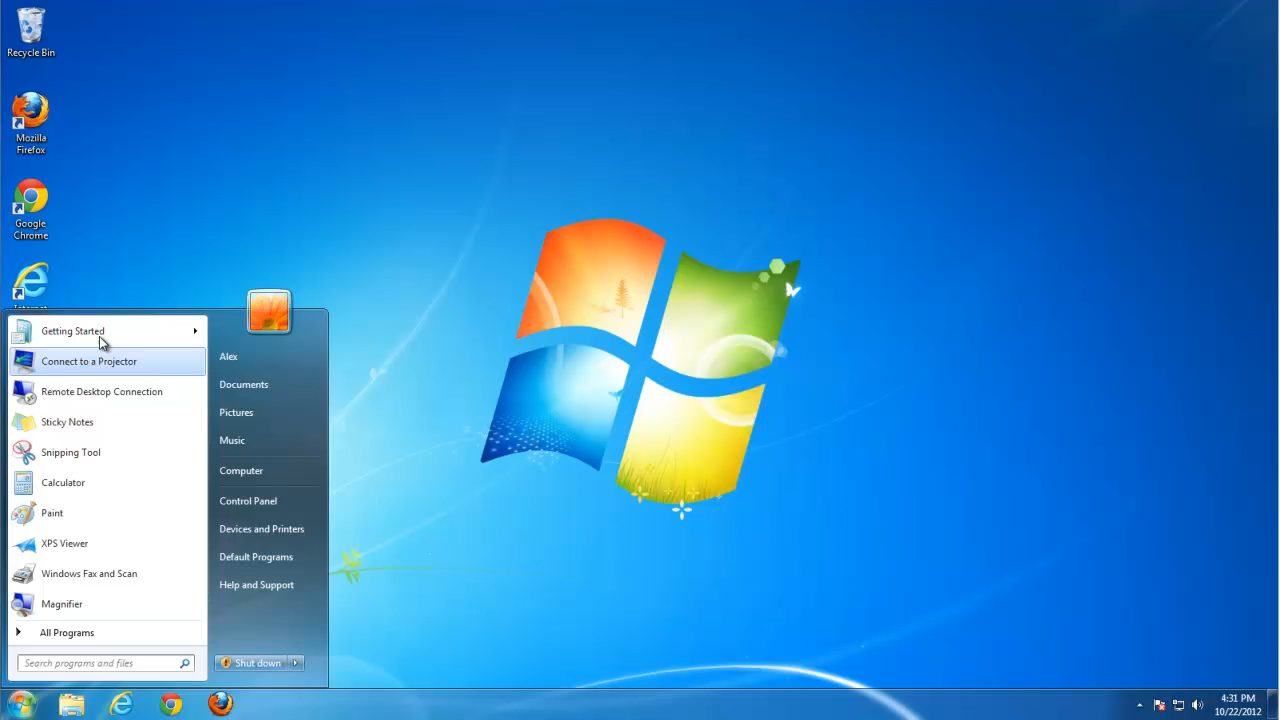 Recycle Bin
Mozilla
Firefox
Google
Chrome
Internet
Getting Started
Connect to a Projector
Remote Desktop Connection
Sticky Notes
Snipping Tool
Calculator
Paint
XPS Viewer
Windows Fax and Scan
Magnifier
All Programs
Search programs and files
Alex
Documents
Pictures
Music
Computer
Control Panel
Devices and Printers
Default Programs
Help and Support
Shut down
4:31 PM
10/22/2012